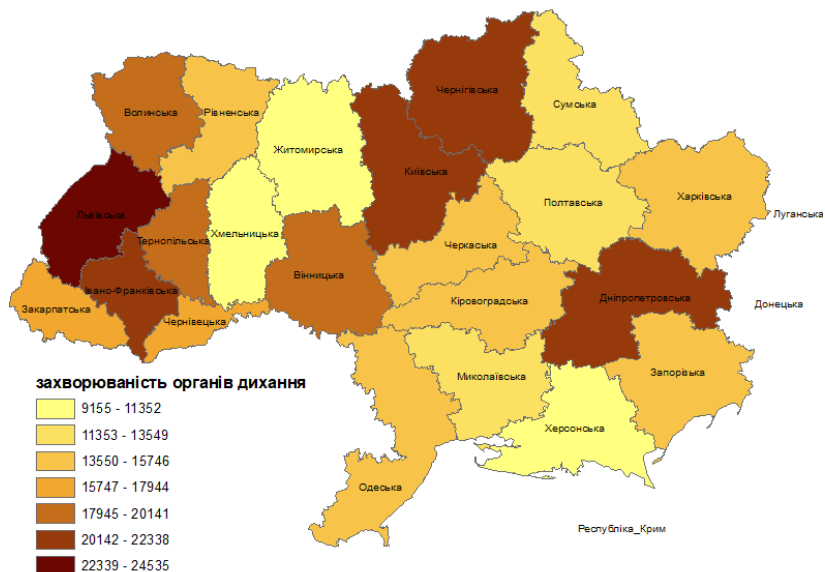 Чернігівська
Сумська
Волинська
Рівненська
Житомирська
Київська
Полтавська
Харківська
Львівська
Луганська
Хмельницька
Тернопільська
Черкаська
Вінницька
Івано-Франківська
Кіровоградська
Дніпропетровська
Донецька
Закарпатська
Чернівецька
Запорівька
Миколаївська
Херсонська
Одеська
Республіка_Крим
захворюваність органів дихання
9155 - 11352
11353 - 13549
13550 - 15746
15747 - 17944
17945 - 20141
20142 - 22338
22339 - 24535